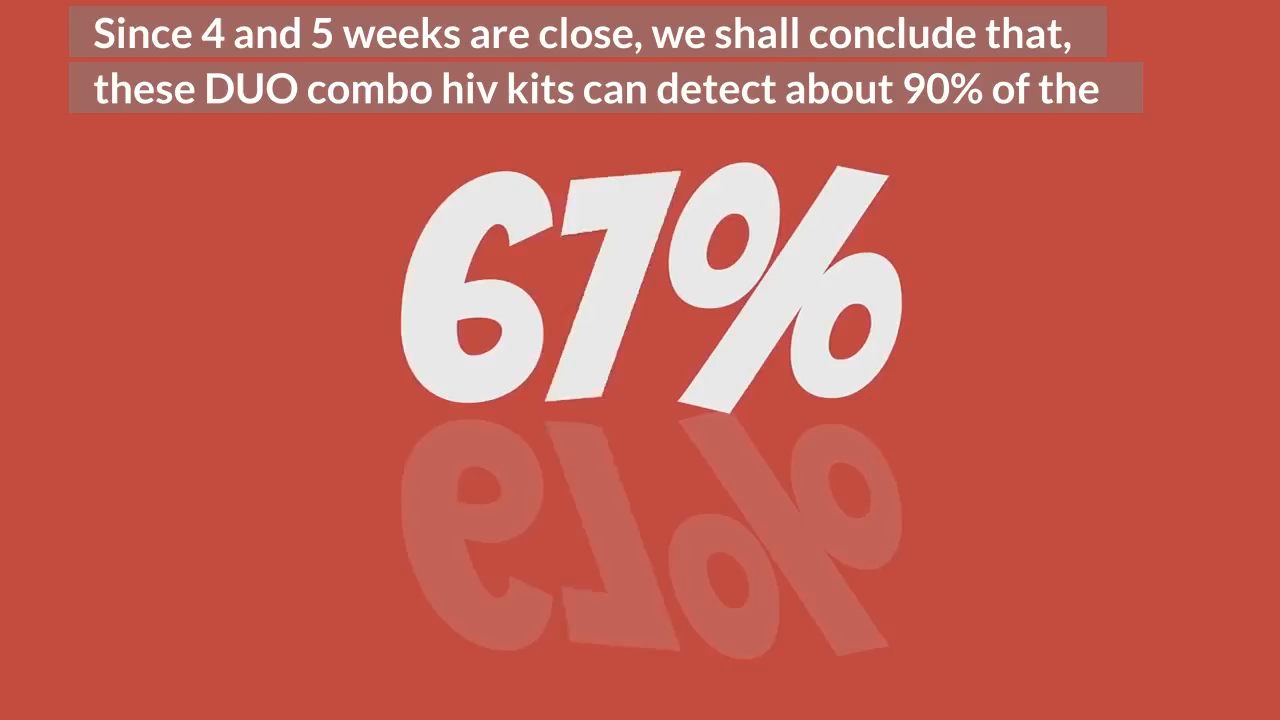 Since 4 and 5 weeks are close, we shall conclude that,
these DUO combo hiv kits can detect about 90% of the
67%